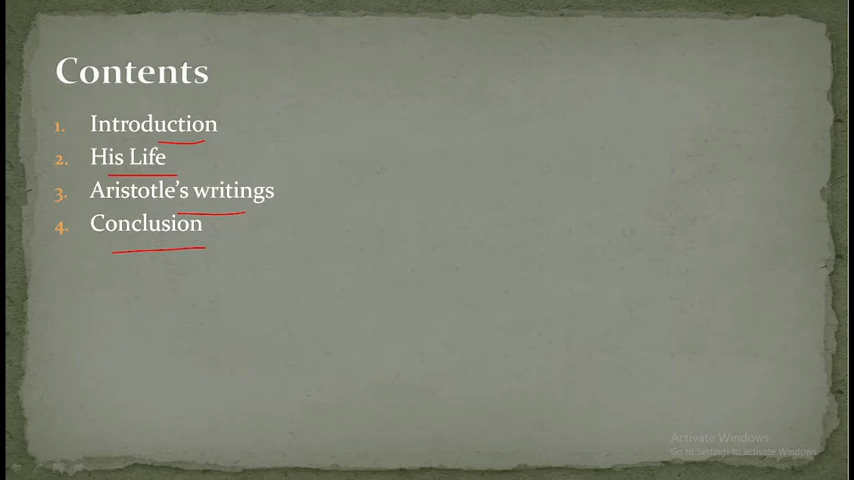 Contents
1. Introduction
2. His Life
3. Aristotle's writings
4. Conclusion
Activate Windows
Go to Settings to activate Windows.